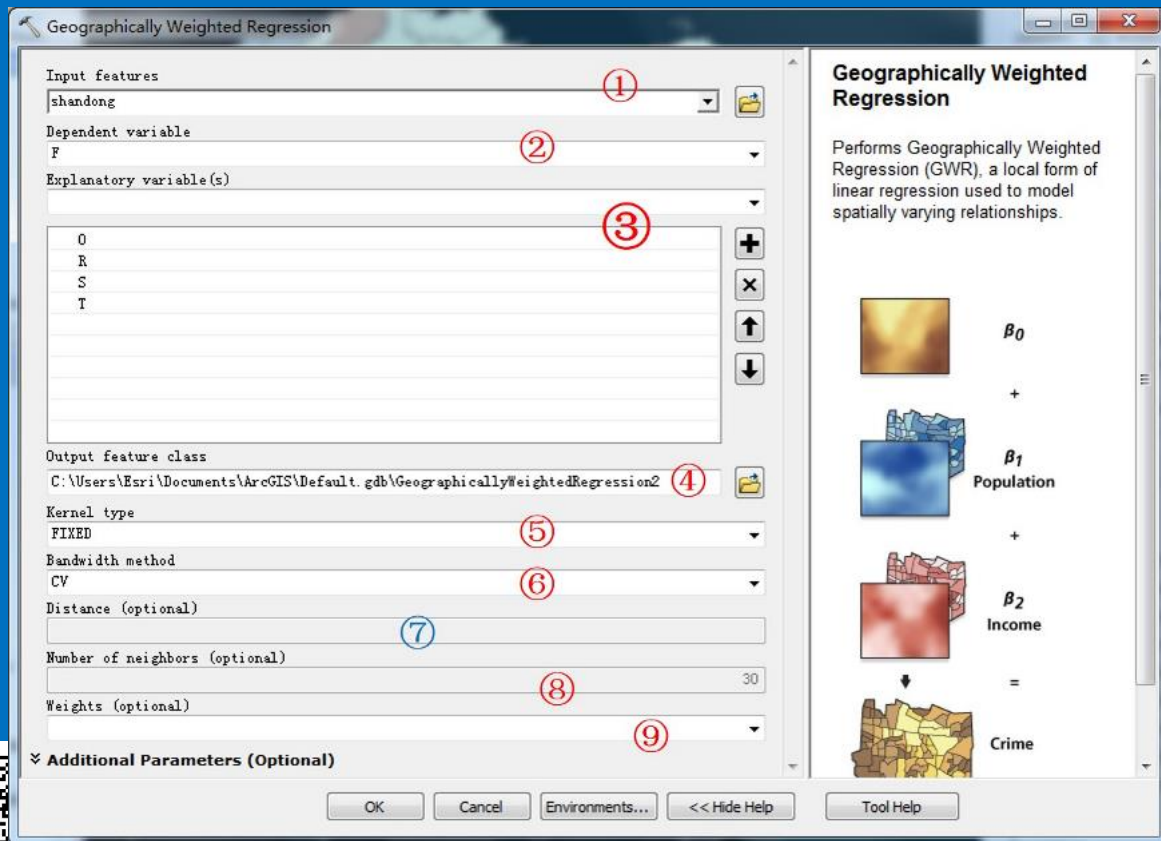 Geographically Weighted Regression
Input features
shandong
①
Dependent variable
F
②
Explanatory variable(s)
③
O
R
S
T
Output feature class
C:\Users\Esri\Documents\ArcGIS\Default.gdb\GeographicallyWeightedRegression2
④
Kernel type
FIXED
⑤
Bandwidth method
CV
⑥
Distance (optional)
⑦
Number of neighbors (optional)
30
⑧
Weights (optional)
⑨
Additional Parameters (Optional)
OK
Cancel
Environments...
<< Hide Help
Tool Help
Geographically Weighted
Regression
Performs Geographically Weighted
Regression (GWR), a local form of
linear regression used to model
spatially varying relationships.
β0
+
β1
Population
+
β2
Income
=
Crime